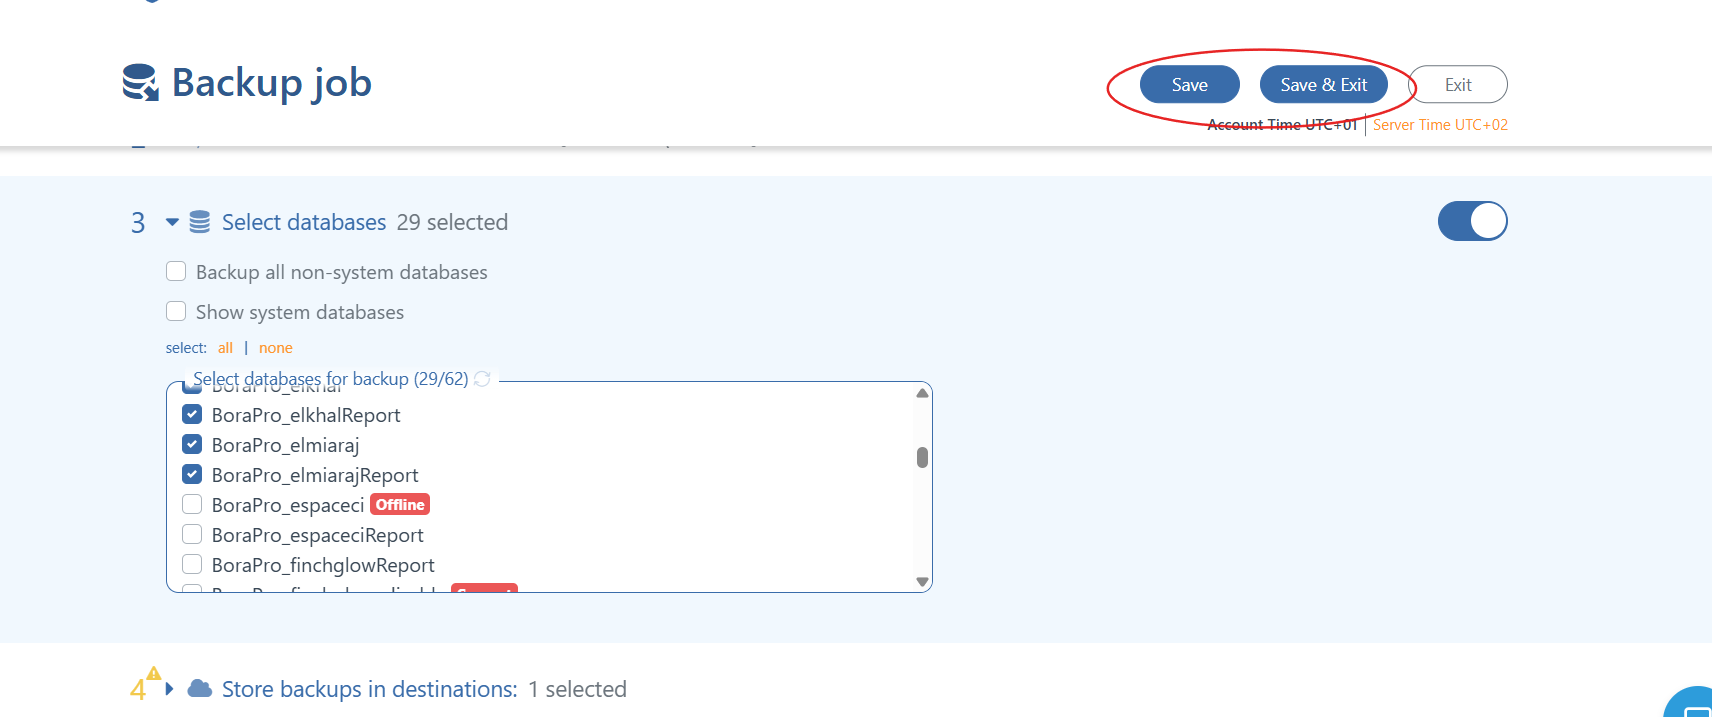 Backup job
Save
Save & Exit
Exit
Account Time UTC+01
Server Time UTC+02
3
Select databases 29 selected
Backup all non-system databases
Show system databases
select: all | none
Select databases for backup (29/62)
BoraPro_elkhal
BoraPro_elkhalReport
BoraPro_elmiaraj
BoraPro_elmiarajReport
BoraPro_espaceci Offline
BoraPro_espaceciReport
BoraPro_finchglowReport
4
Store backups in destinations: 1 selected